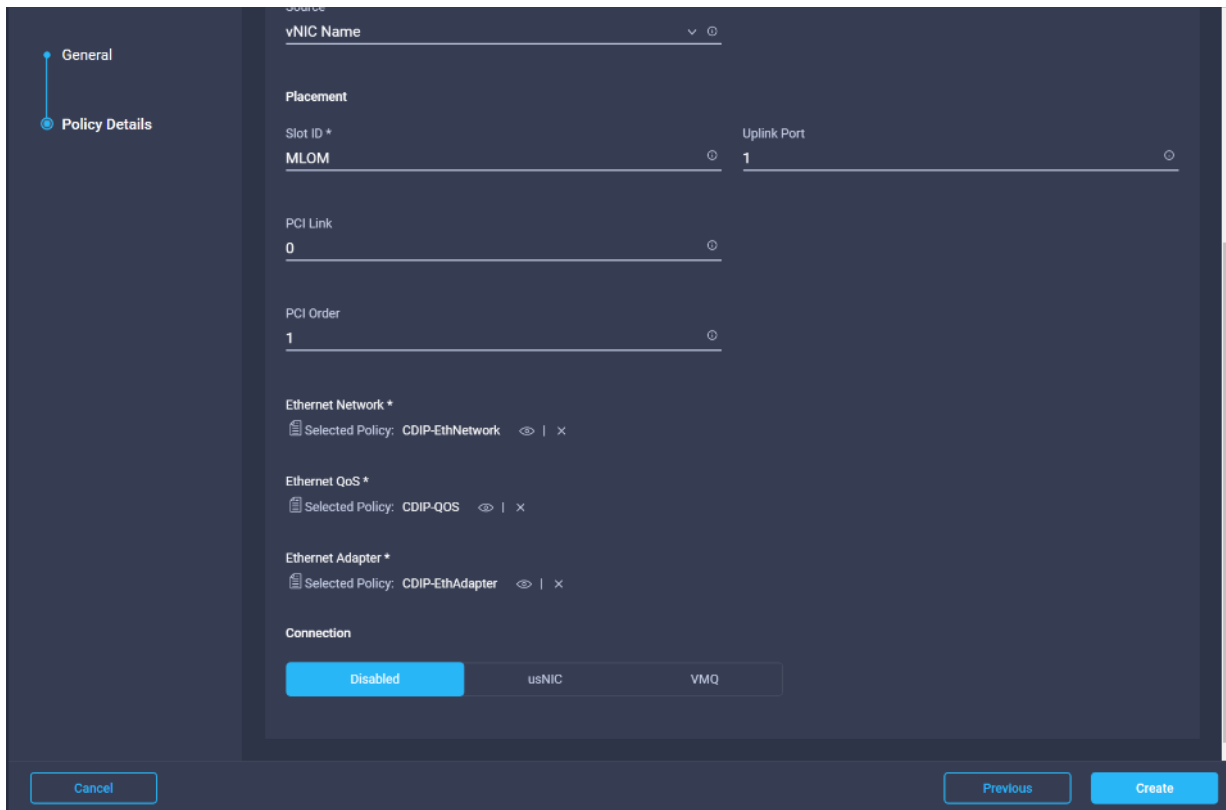 Source
vNIC Name
General
Placement
Policy Details
Slot ID *
Uplink Port
MLOM
1
PCI Link
0
PCI Order
1
Ethernet Network *
Selected Policy: CDIP-EthNetwork |
Ethernet QoS *
Selected Policy: CDIP-QOS |
Ethernet Adapter *
Selected Policy: CDIP-EthAdapter |
Connection
Disabled usNIC VMQ
Cancel Previous Create